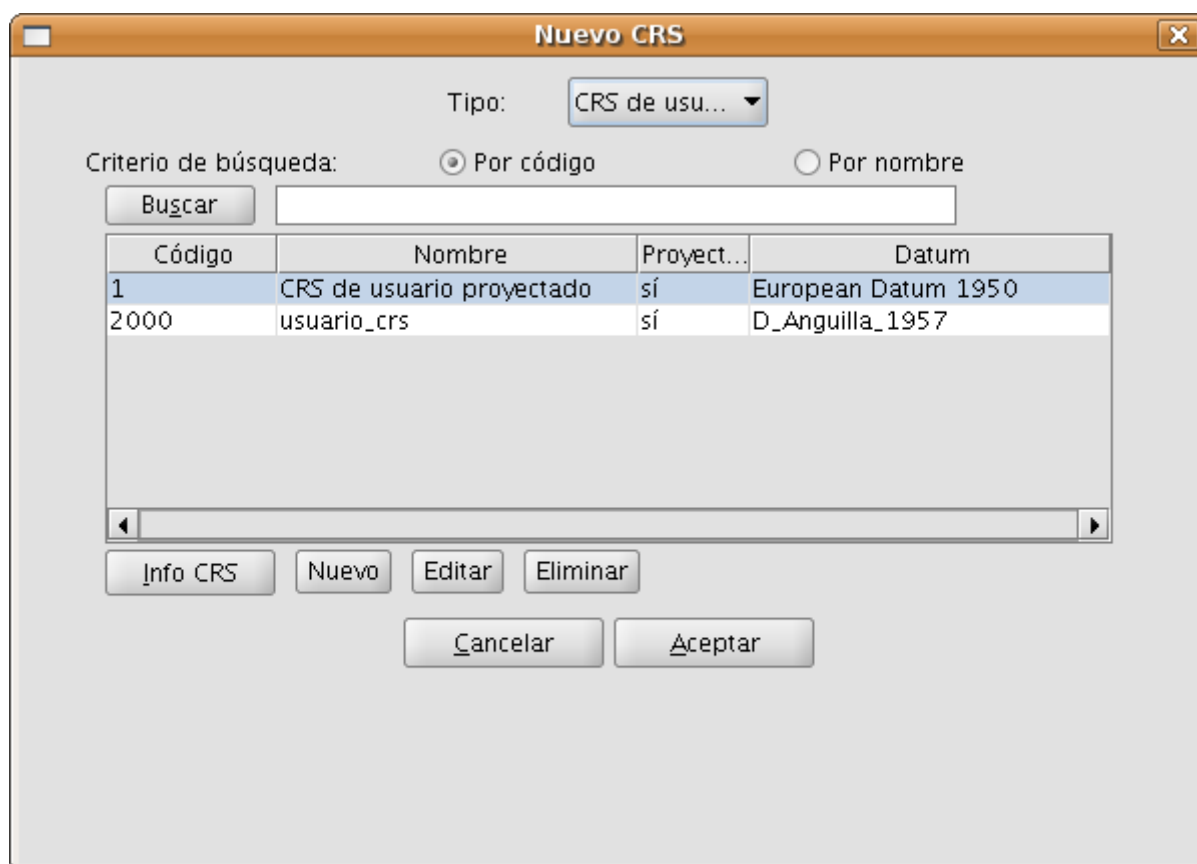 Nuevo CRS
Tipo: CRS de usu...
Criterio de búsqueda: Por código Por nombre
Buscar
Código Nombre Proyect... Datum
1 CRS de usuario proyectado sí European Datum 1950
2000 usuario_crs sí D_Anguilla_1957
Info CRS Nuevo Editar Eliminar
Cancelar Aceptar